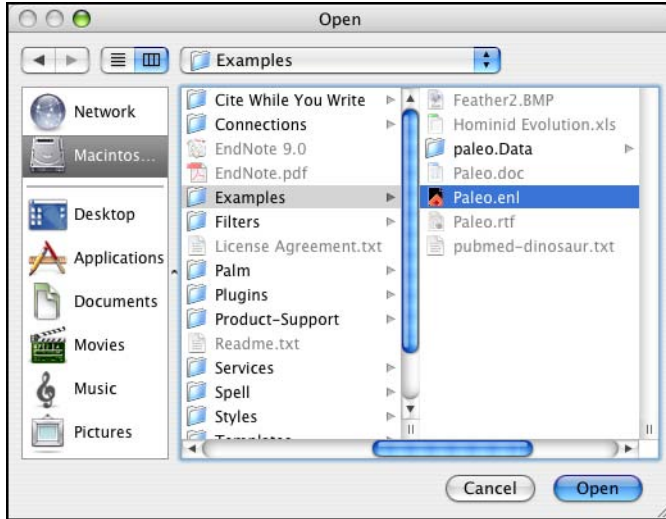 Open
Examples
Network
Macintos...
Desktop
Applications
Documents
Movies
Music
Pictures
Cite While You Write
Connections
EndNote 9.0
EndNote.pdf
Examples
Filters
License Agreement.txt
Palm
Plugins
Product-Support
Readme.txt
Services
Spell
Styles
Templates
Feather2.BMP
Hominid Evolution.xls
paleo.Data
Paleo.doc
Paleo.enl
Paleo.rtf
pubmed-dinosaur.txt
Cancel
Open